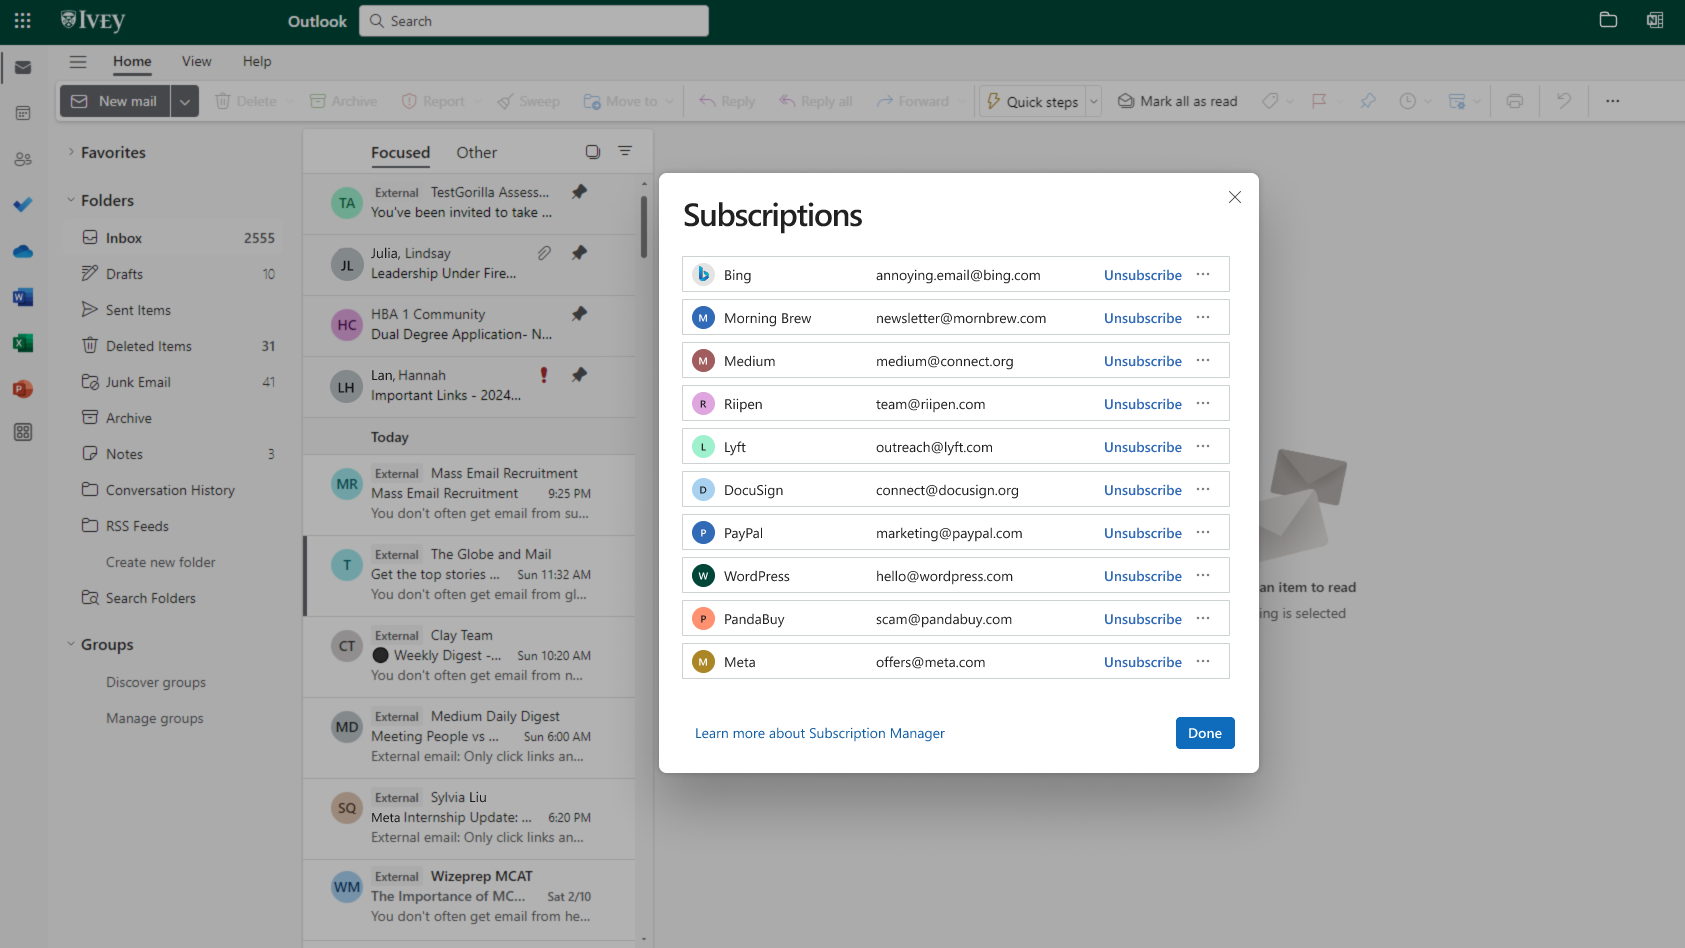 IVEY
Outlook
Search
Home
View
Help
New mail
Delete
Archive
Report
Sweep
Move to
Reply
Reply all
Forward
Quick steps
Mark all as read
Favorites
Folders
Inbox 2555
Drafts 10
Sent Items
Deleted Items 31
Junk Email 41
Archive
Notes 3
Conversation History
RSS Feeds
Create new folder
Search Folders
Groups
Discover groups
Manage groups
Focused
Other
TA
External TestGorilla Assess...
You've been invited to take ...
JL
Julia, Lindsay
Leadership Under Fire...
HC
HBA 1 Community
Dual Degree Application- N...
LH
Lan, Hannah
Important Links - 2024...
Today
MR
External Mass Email Recruitment
Mass Email Recruitment 9:25 PM
You don't often get email from su...
T
External The Globe and Mail
Get the top stories ... Sun 11:32 AM
You don't often get email from gl...
CT
External Clay Team
Weekly Digest -... Sun 10:20 AM
You don't often get email from n...
MD
External Medium Daily Digest
Meeting People vs ... Sun 6:00 AM
External email: Only click links an...
SQ
External Sylvia Liu
Meta Internship Update: ... 6:20 PM
External email: Only click links an...
WM
External Wizeprep MCAT
The Importance of MC... Sat 2/10
You don't often get email from he...
Subscriptions
Bing annoying.email@bing.com Unsubscribe ...
M Morning Brew newsletter@mornbrew.com Unsubscribe ...
M Medium medium@connect.org Unsubscribe ...
R Riipen team@riipen.com Unsubscribe ...
L Lyft outreach@lyft.com Unsubscribe ...
D DocuSign connect@docusign.org Unsubscribe ...
P PayPal marketing@paypal.com Unsubscribe ...
W WordPress hello@wordpress.com Unsubscribe ...
P PandaBuy scam@pandabuy.com Unsubscribe ...
M Meta offers@meta.com Unsubscribe ...
Learn more about Subscription Manager
Done
an item to read
ing is selected